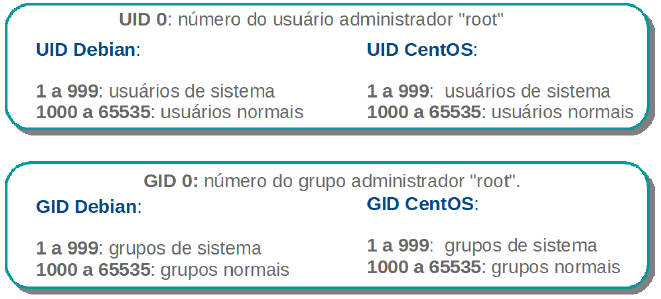 UID 0: número do usuário administrador "root"
UID Debian:
1 a 999: usuários de sistema
1000 a 65535: usuários normais
UID CentOS:
1 a 999:  usuários de sistema
1000 a 65535: usuários normais
GID 0: número do grupo administrador "root".
GID Debian:
1 a 999: grupos de sistema
1000 a 65535: grupos normais
GID CentOS:
1 a 999:  grupos de sistema
1000 a 65535: grupos normais